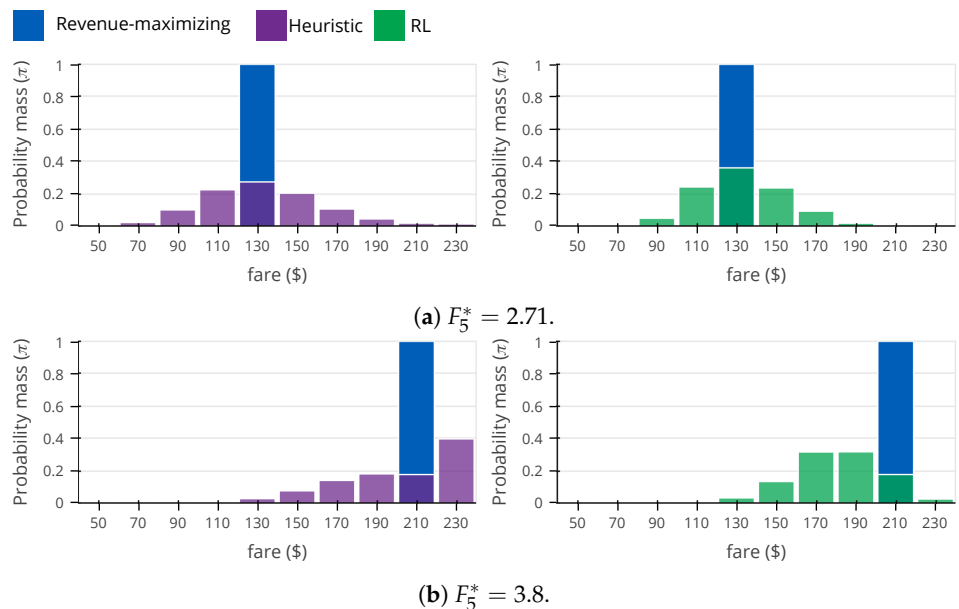 Revenue-maximizing Heuristic RL
Probability mass (π)
1
0.8
0.6
0.4
0.2
0
50 70 90 110 130 150 170 190 210 230
fare ($)
Probability mass (π)
1
0.8
0.6
0.4
0.2
0
50 70 90 110 130 150 170 190 210 230
fare ($)
(a) F₅* = 2.71.
Probability mass (π)
1
0.8
0.6
0.4
0.2
0
50 70 90 110 130 150 170 190 210 230
fare ($)
Probability mass (π)
1
0.8
0.6
0.4
0.2
0
50 70 90 110 130 150 170 190 210 230
fare ($)
(b) F₅* = 3.8.